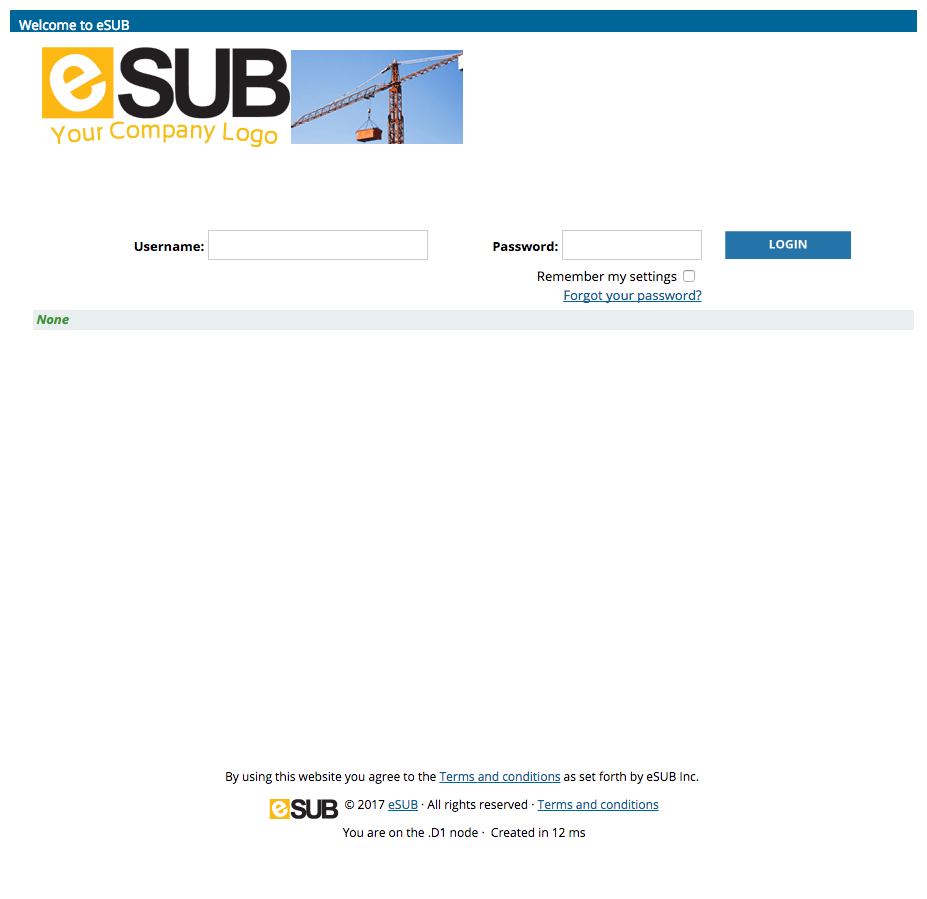 Welcome to eSUB
eSUB
Your Company Logo
Username:
Password:
LOGIN
Remember my settings
Forgot your password?
None
By using this website you agree to the Terms and conditions as set forth by eSUB Inc.
eSUB © 2017 eSUB · All rights reserved · Terms and conditions
You are on the .D1 node · Created in 12 ms